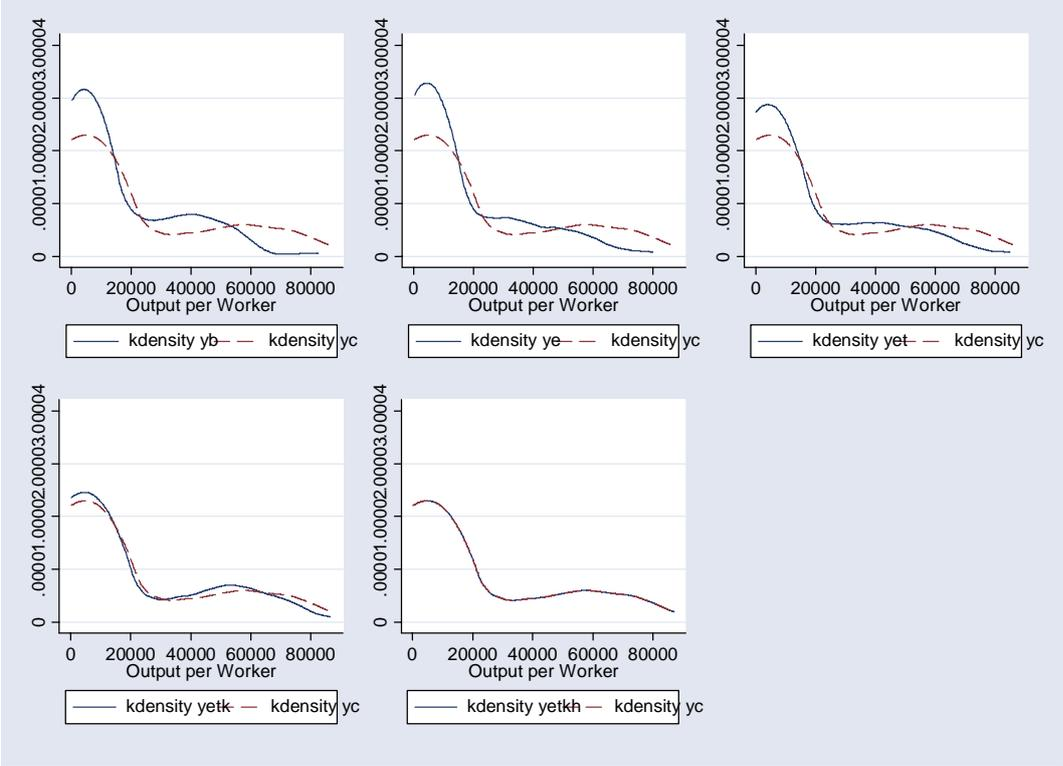 0 .00001.00002.00003.00004
0 20000 40000 60000 80000
Output per Worker
kdensity yb kdensity yc
0 .00001.00002.00003.00004
0 20000 40000 60000 80000
Output per Worker
kdensity ye kdensity yc
0 .00001.00002.00003.00004
0 20000 40000 60000 80000
Output per Worker
kdensity yet kdensity yc
0 .00001.00002.00003.00004
0 20000 40000 60000 80000
Output per Worker
kdensity yetk kdensity yc
0 .00001.00002.00003.00004
0 20000 40000 60000 80000
Output per Worker
kdensity yetkh kdensity yc